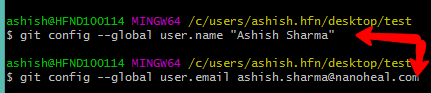 ashish@HFND100114 MINGW64 /c/users/ashish.hfn/desktop/test
$ git config --global user.name "Ashish Sharma"
ashish@HFND100114 MINGW64 /c/users/ashish.hfn/desktop/test
$ git config --global user.email ashish.sharma@nanoheal.com